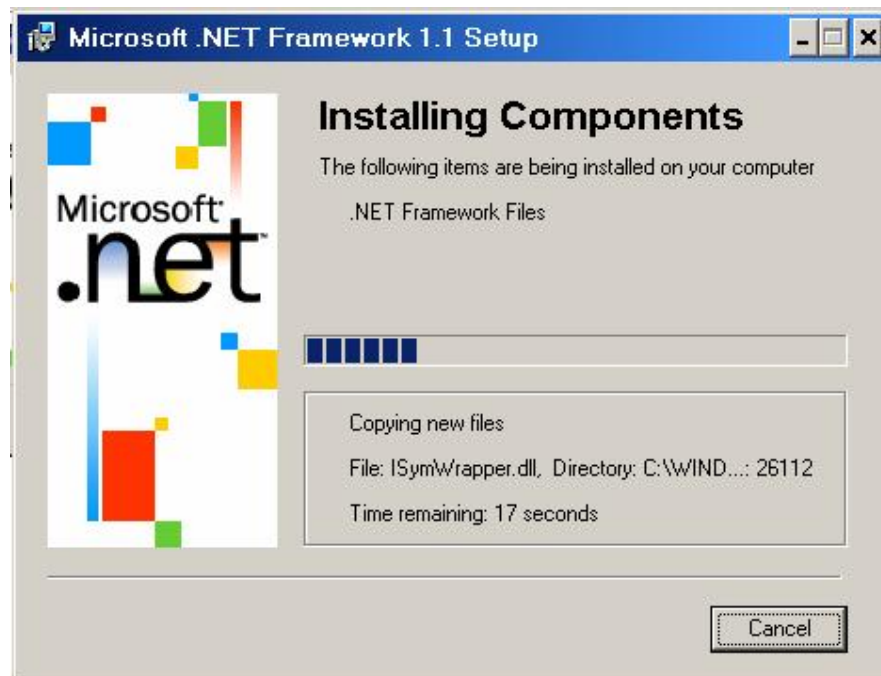 Microsoft .NET Framework 1.1 Setup
Installing Components
The following items are being installed on your computer
.NET Framework Files
Microsoft
.net
Copying new files
File: ISymWrapper.dll, Directory: C:\WIND...: 26112
Time remaining: 17 seconds
Cancel